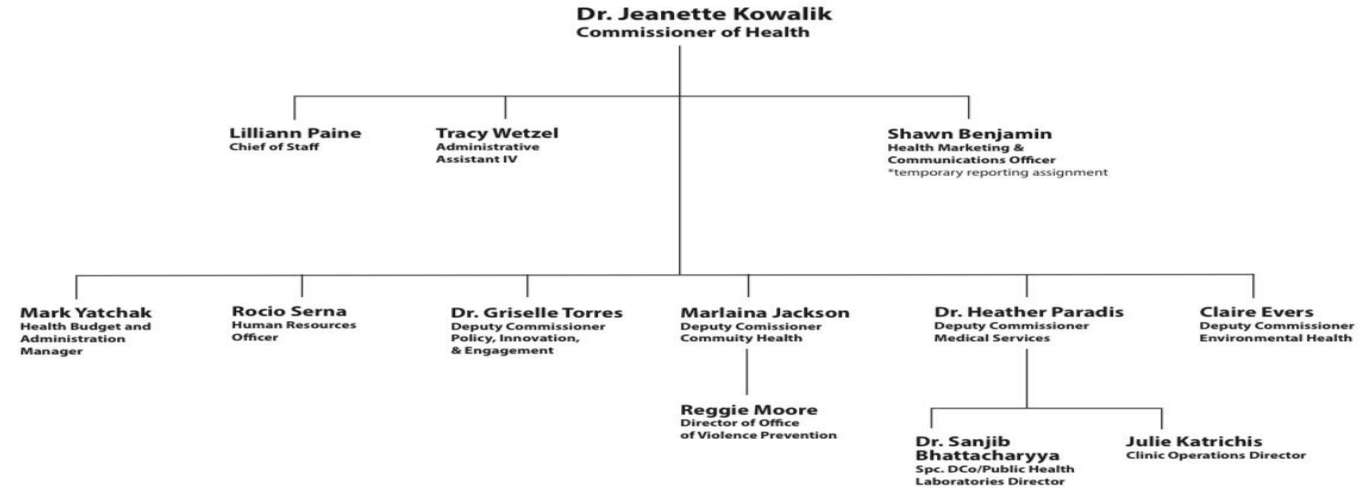 Dr. Jeanette Kowalik
Commissioner of Health
Lilliann Paine
Chief of Staff
Tracy Wetzel
Administrative
Assistant IV
Shawn Benjamin
Health Marketing &
Communications Officer
*temporary reporting assignment
Mark Yatchak
Health Budget and
Administration
Manager
Rocio Serna
Human Resources
Officer
Dr. Griselle Torres
Deputy Commissioner
Policy, Innovation,
& Engagement
Marlaina Jackson
Deputy Comissioner
Commuity Health
Dr. Heather Paradis
Deputy Commissioner
Medical Services
Claire Evers
Deputy Commissioner
Environmental Health
Reggie Moore
Director of Office
of Violence Prevention
Dr. Sanjib
Bhattacharyya
Spc. DCo/Public Health
Laboratories Director
Julie Katrichis
Clinic Operations Director